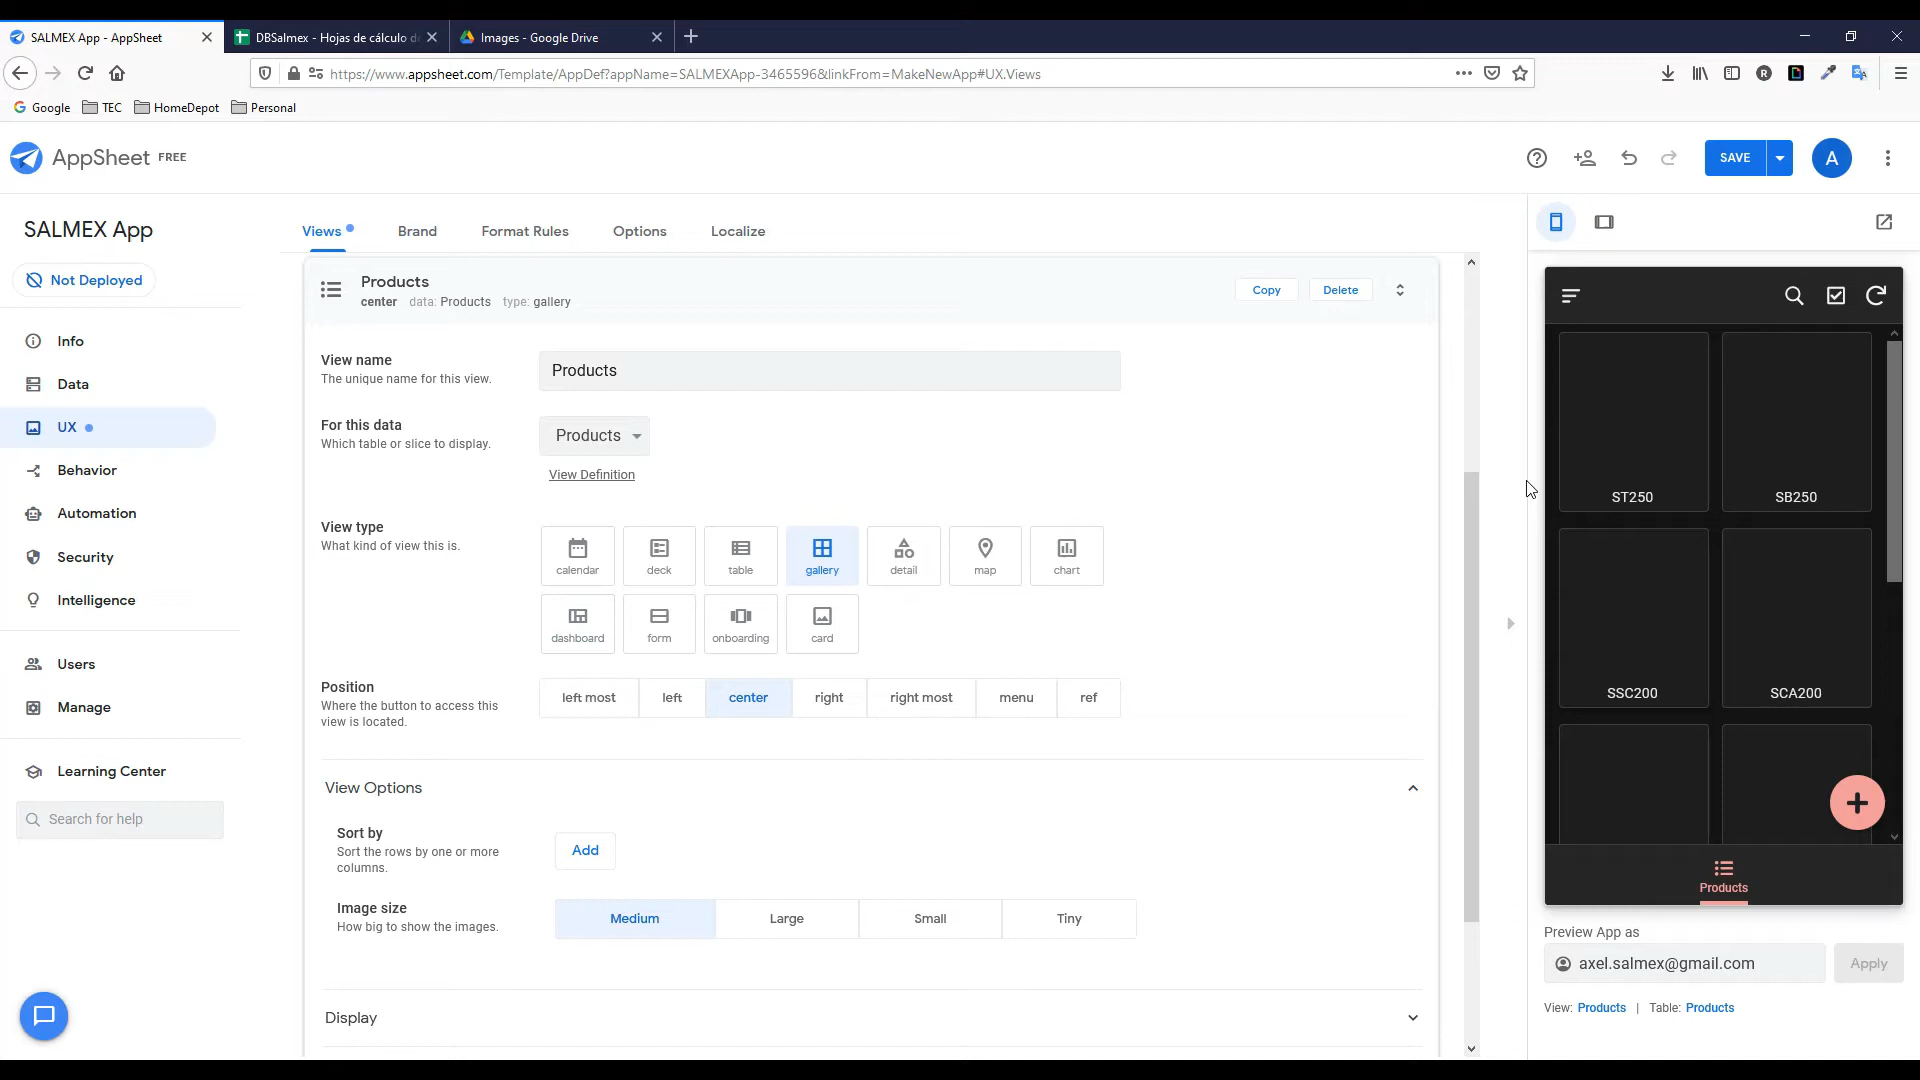 SALMEX App - AppSheet
DBSalmex - Hojas de cálculo d
Images - Google Drive
https://www.appsheet.com/Template/AppDef?appName=SALMEXApp-3465596&linkFrom=MakeNewApp#UX.Views
Google TEC HomeDepot Personal
AppSheet FREE
SAVE
A
SALMEX App
Not Deployed
Info
Data
UX
Behavior
Automation
Security
Intelligence
Users
Manage
Learning Center
Search for help
Views Brand Format Rules Options Localize
Products
center data: Products type: gallery
Copy Delete
View name
The unique name for this view.
Products
For this data
Which table or slice to display.
Products
View Definition
View type
What kind of view this is.
calendar deck table gallery detail map chart
dashboard form onboarding card
Position
Where the button to access this
view is located.
left most left center right right most menu ref
View Options
Sort by
Sort the rows by one or more
columns.
Add
Image size
How big to show the images.
Medium Large Small Tiny
Display
ST250 SB250
SSC200 SCA200
Products
Preview App as
axel.salmex@gmail.com
Apply
View: Products | Table: Products